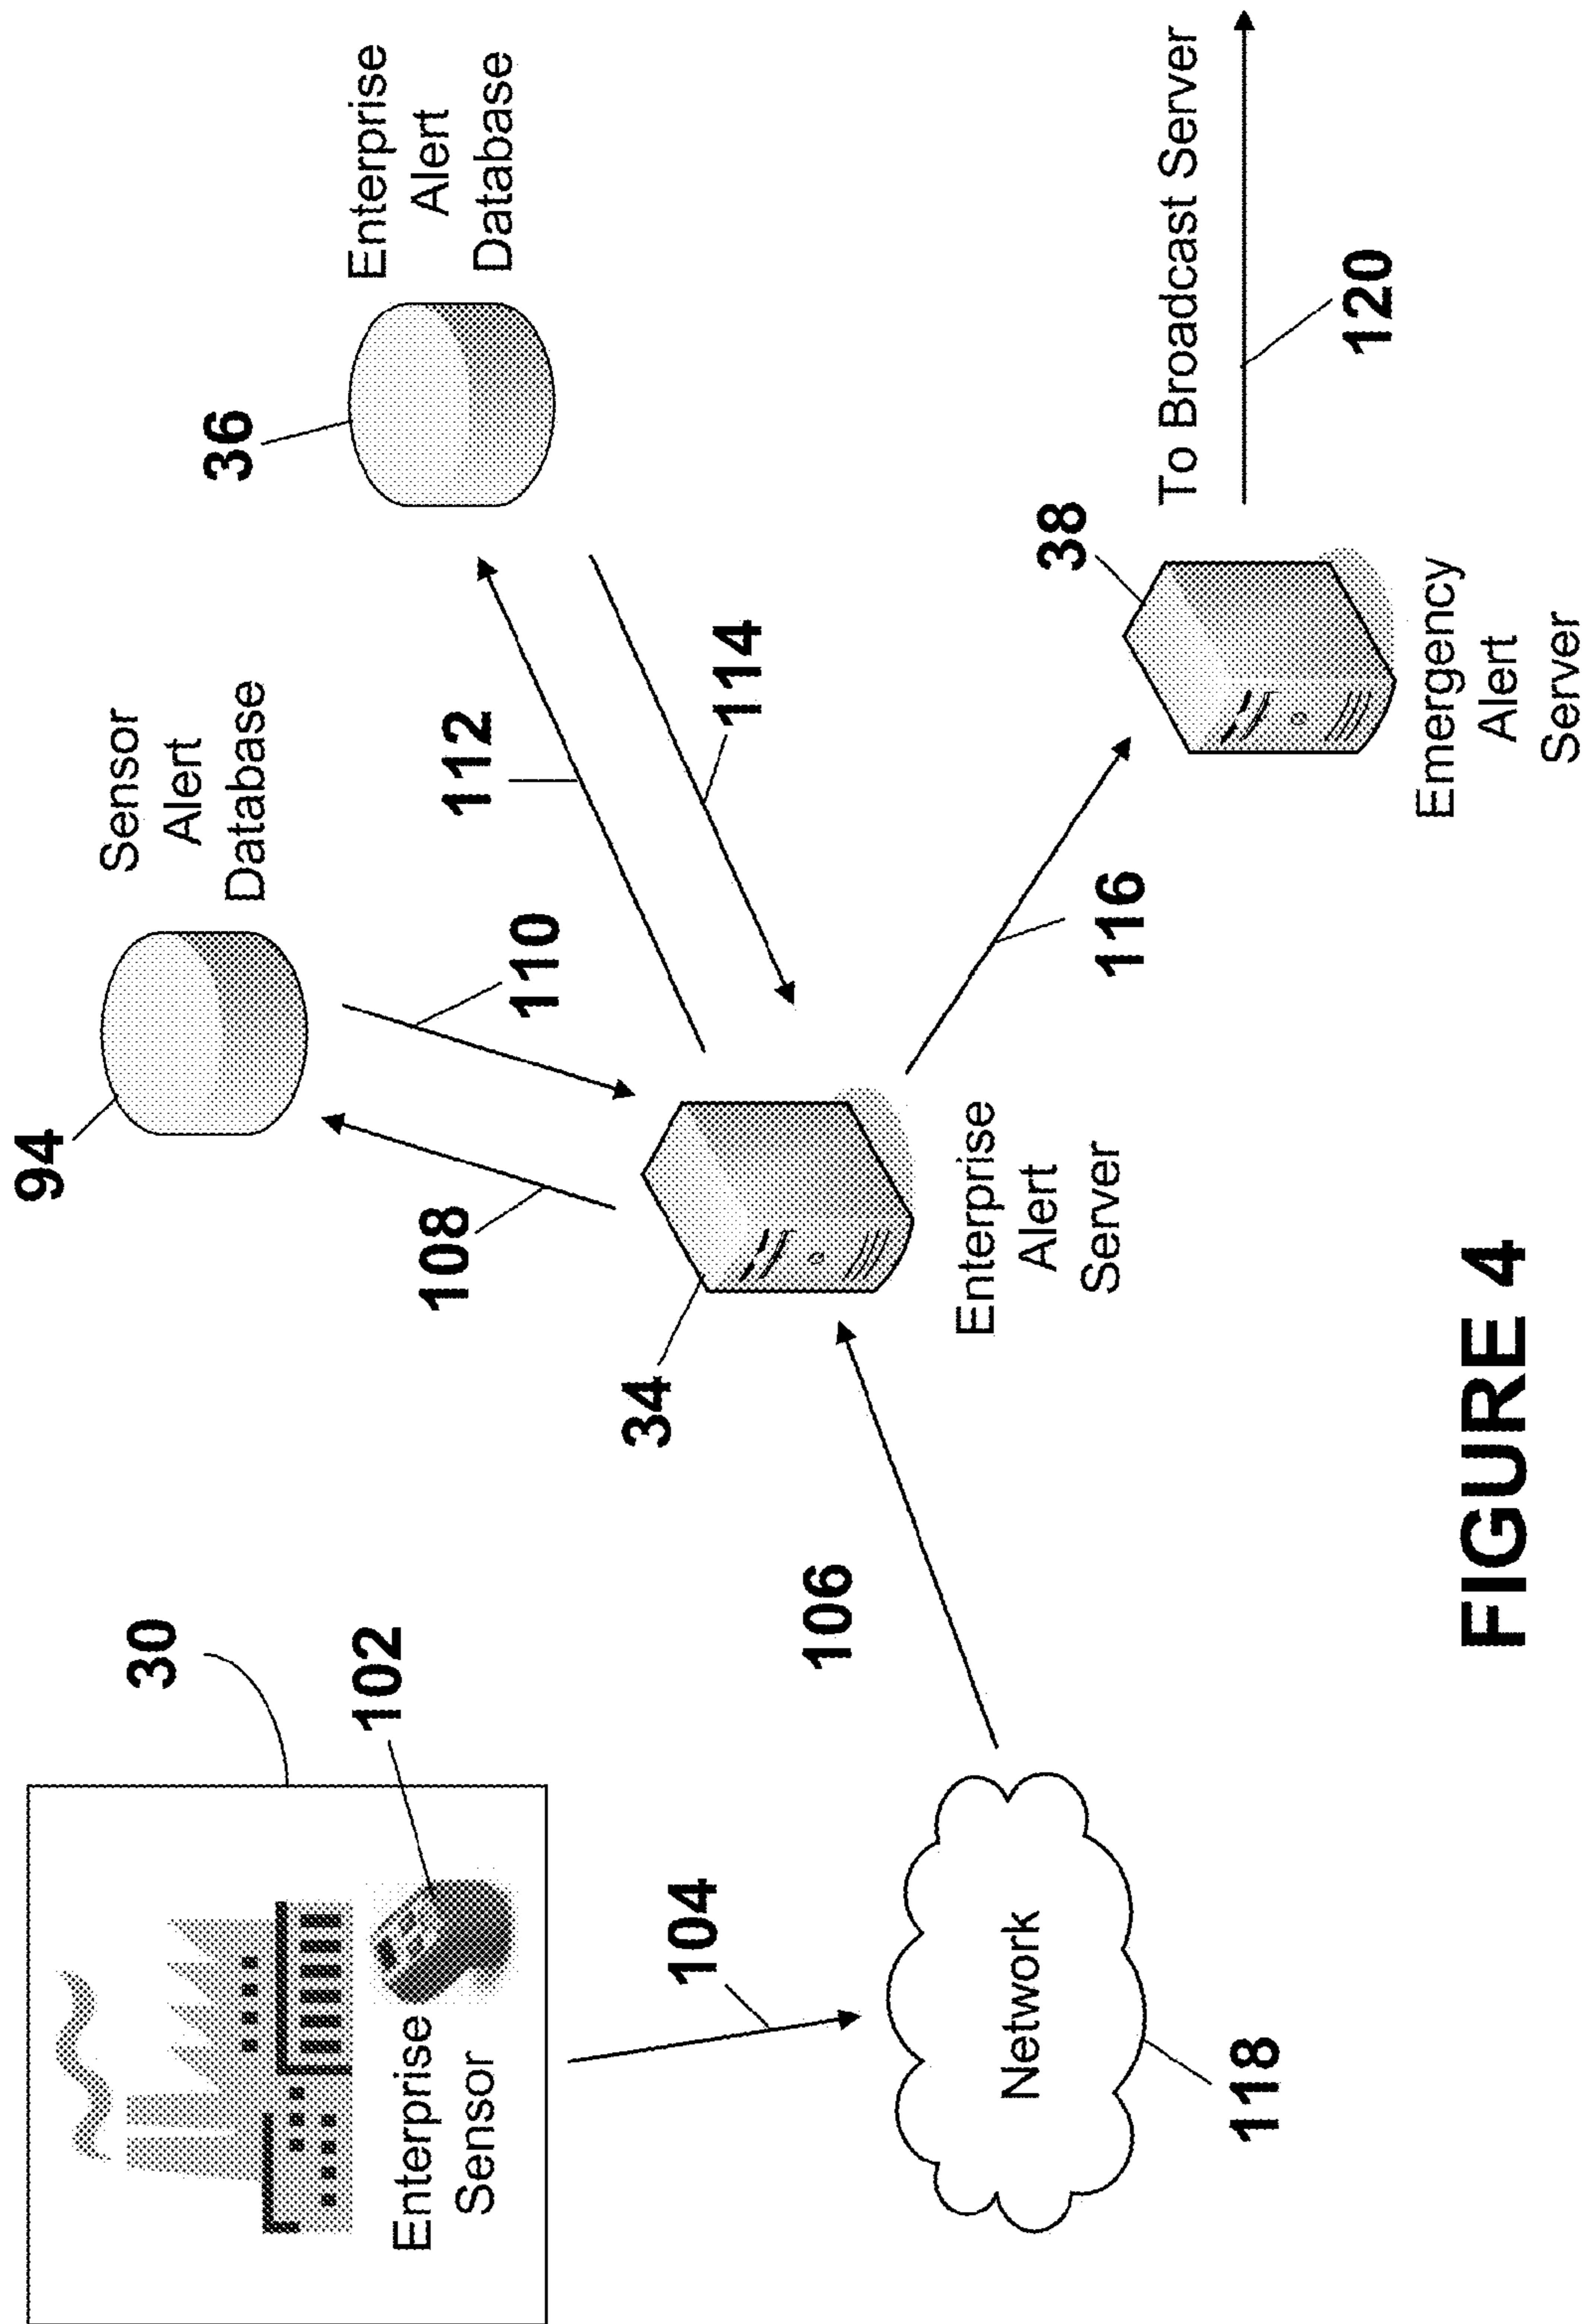 30
102
Enterprise
Sensor
104
Network
118
106
94
Sensor
Alert
Database
108
110
34
Enterprise
Alert
Server
112
114
36
Enterprise
Alert
Database
116
38
Emergency
Alert
Server
To Broadcast Server
120
FIGURE 4